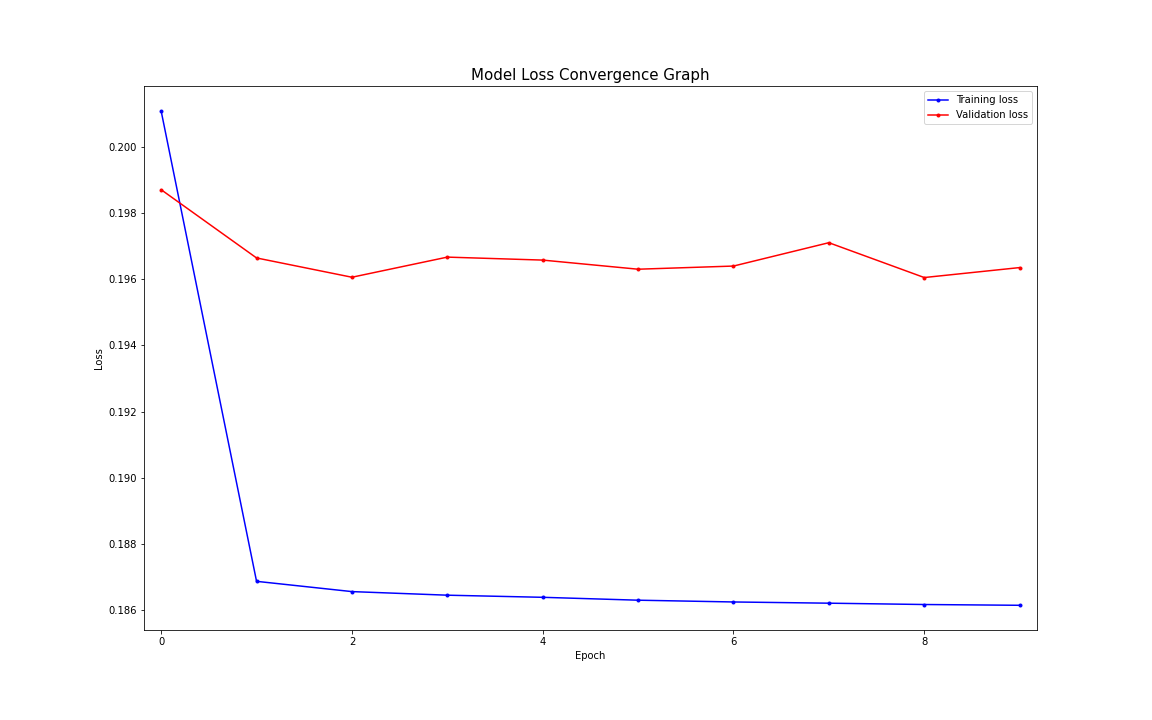 Model Loss Convergence Graph
Training loss
Validation loss
0.200
0.198
0.196
0.194
0.192
0.190
0.188
0.186
Loss
0 2 4 6 8
Epoch